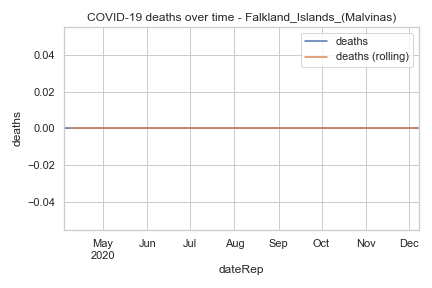 COVID-19 deaths over time - Falkland_Islands_(Malvinas)
deaths
deaths (rolling)
0.04
0.02
0.00
−0.02
−0.04
deaths
May Jun Jul Aug Sep Oct Nov Dec
2020
dateRep